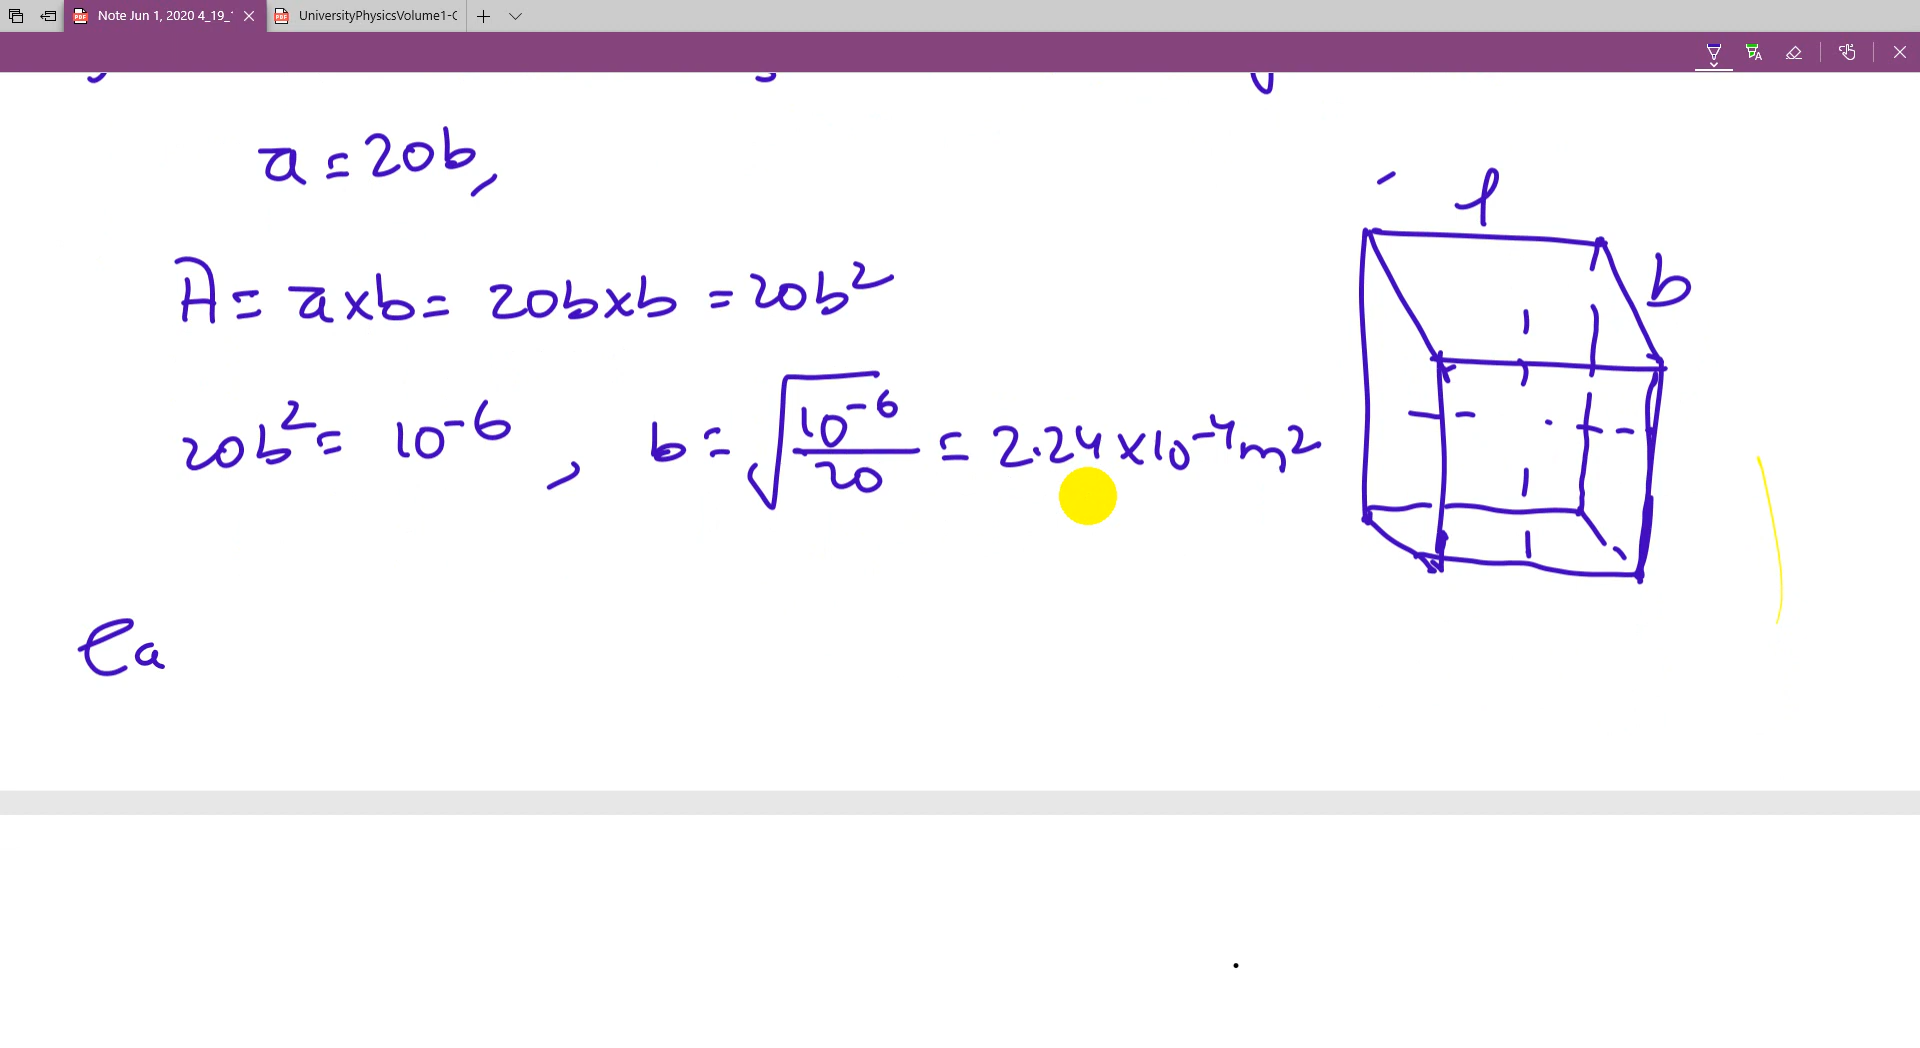 Note Jun 1, 2020 4_19_
UniversityPhysicsVolume1-
a = 20b,
A = a x b = 20b x b = 20b²
20b² = 10⁻⁶ , b = √(10⁻⁶/20) = 2.24 x 10⁻⁴ m²
b